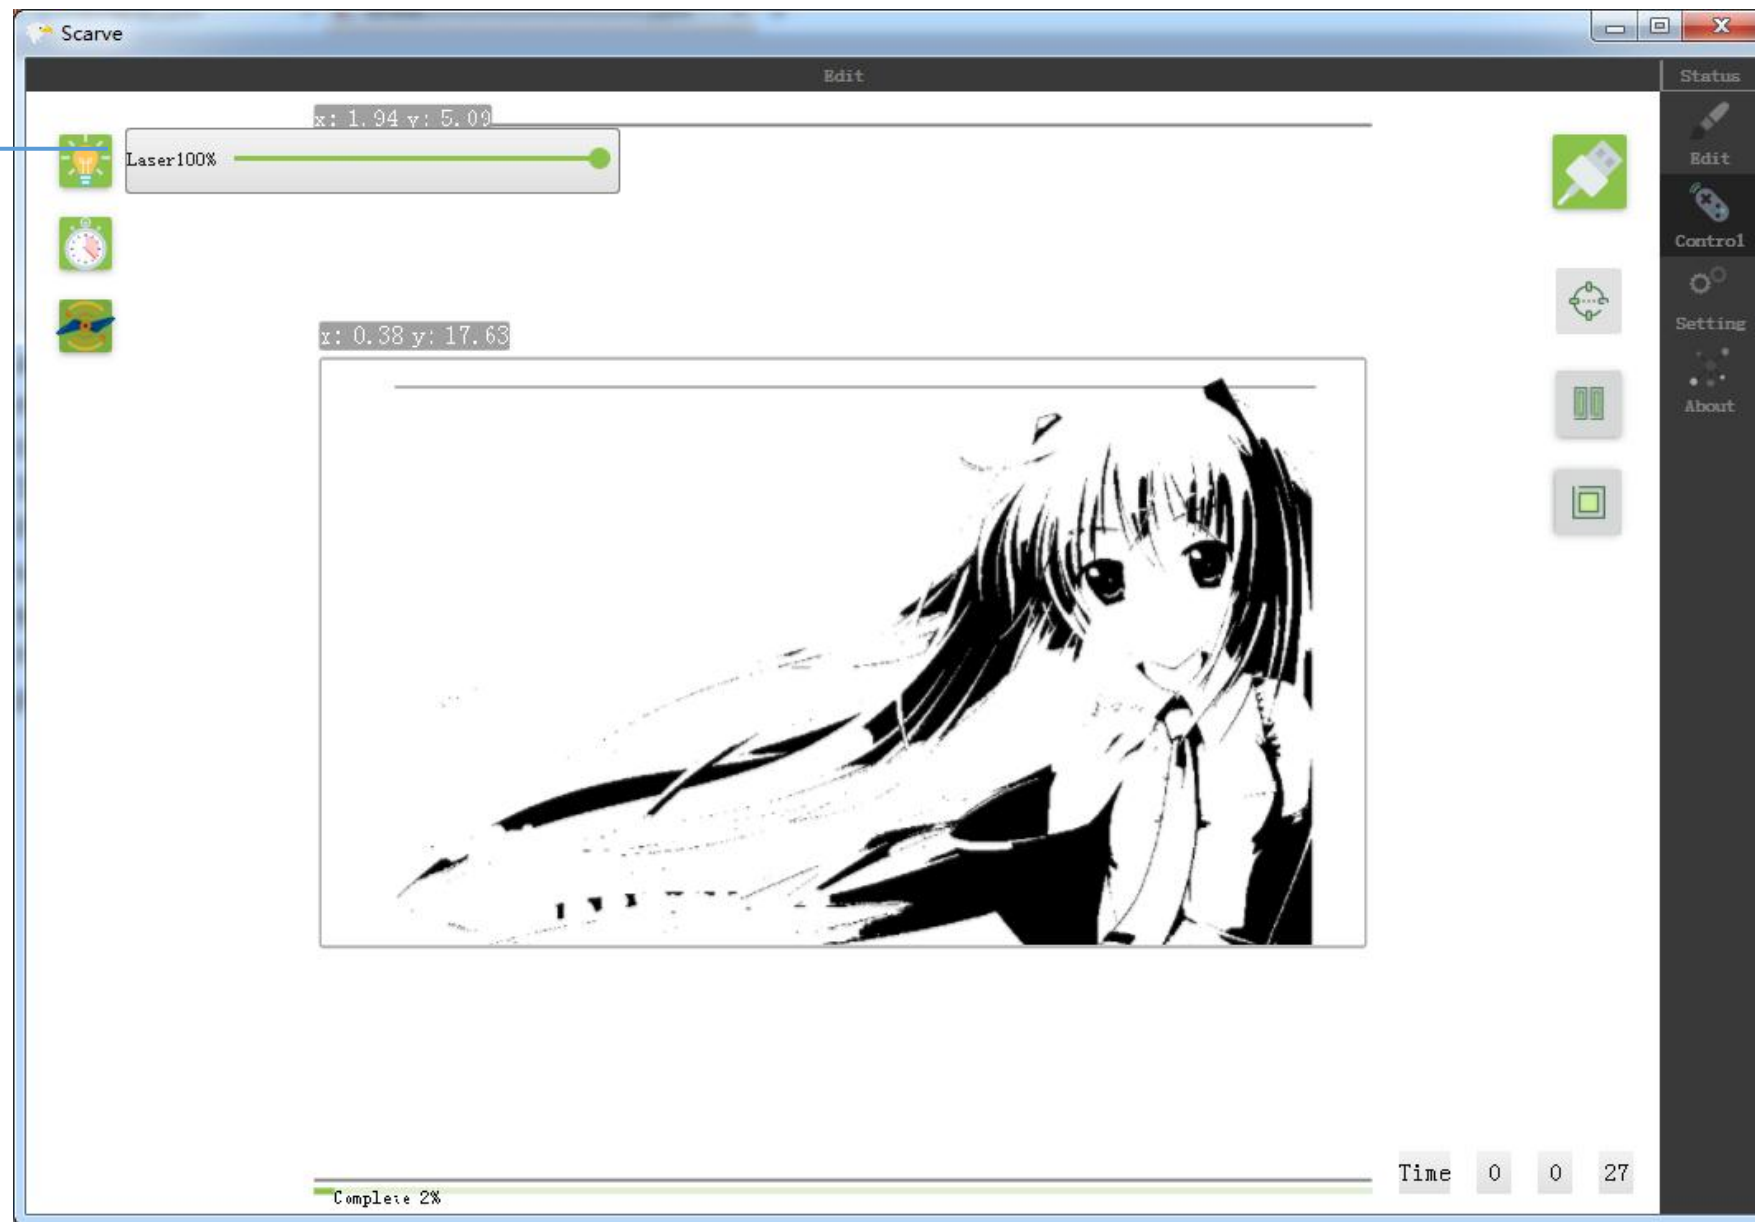 Scarve
Edit
Status
x: 1.94 y: 5.09
Laser100%
Edit
Control
Setting
About
x: 0.38 y: 17.63
Time 0 0 27
Complete 2%